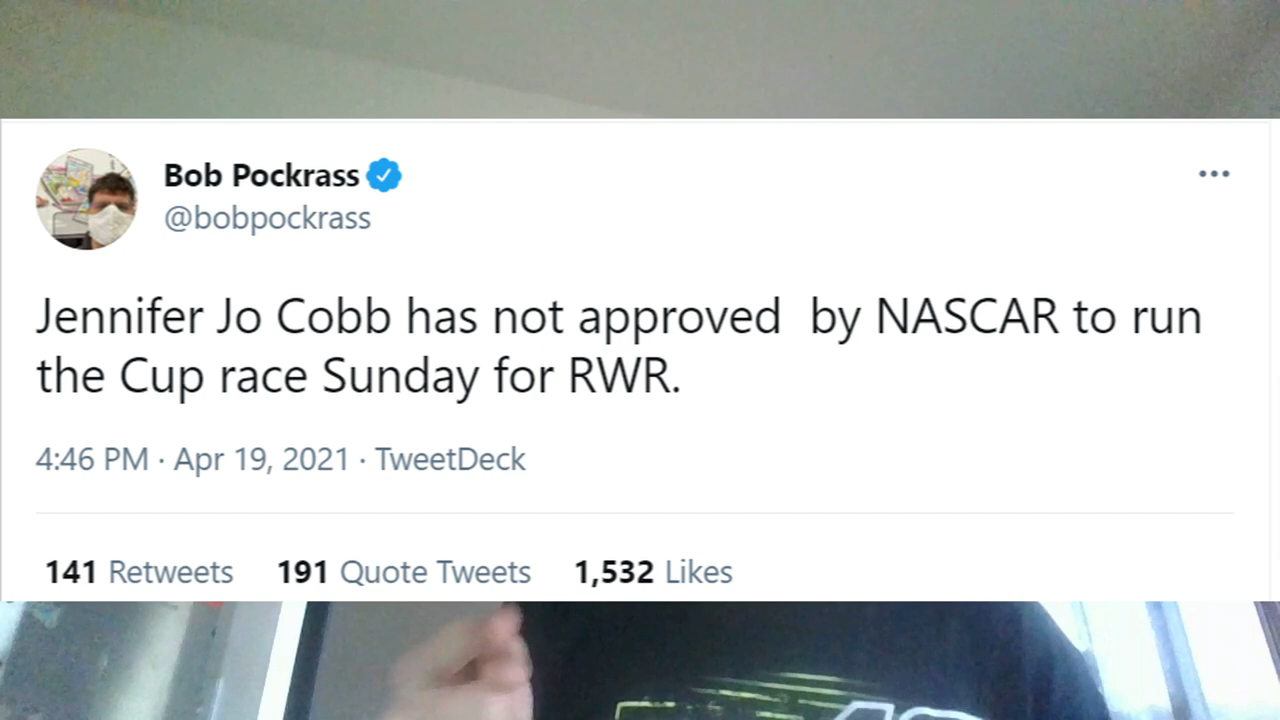 Bob Pockrass
@bobpockrass
Jennifer Jo Cobb has not approved  by NASCAR to run
the Cup race Sunday for RWR.
4:46 PM · Apr 19, 2021 · TweetDeck
141 Retweets 191 Quote Tweets 1,532 Likes